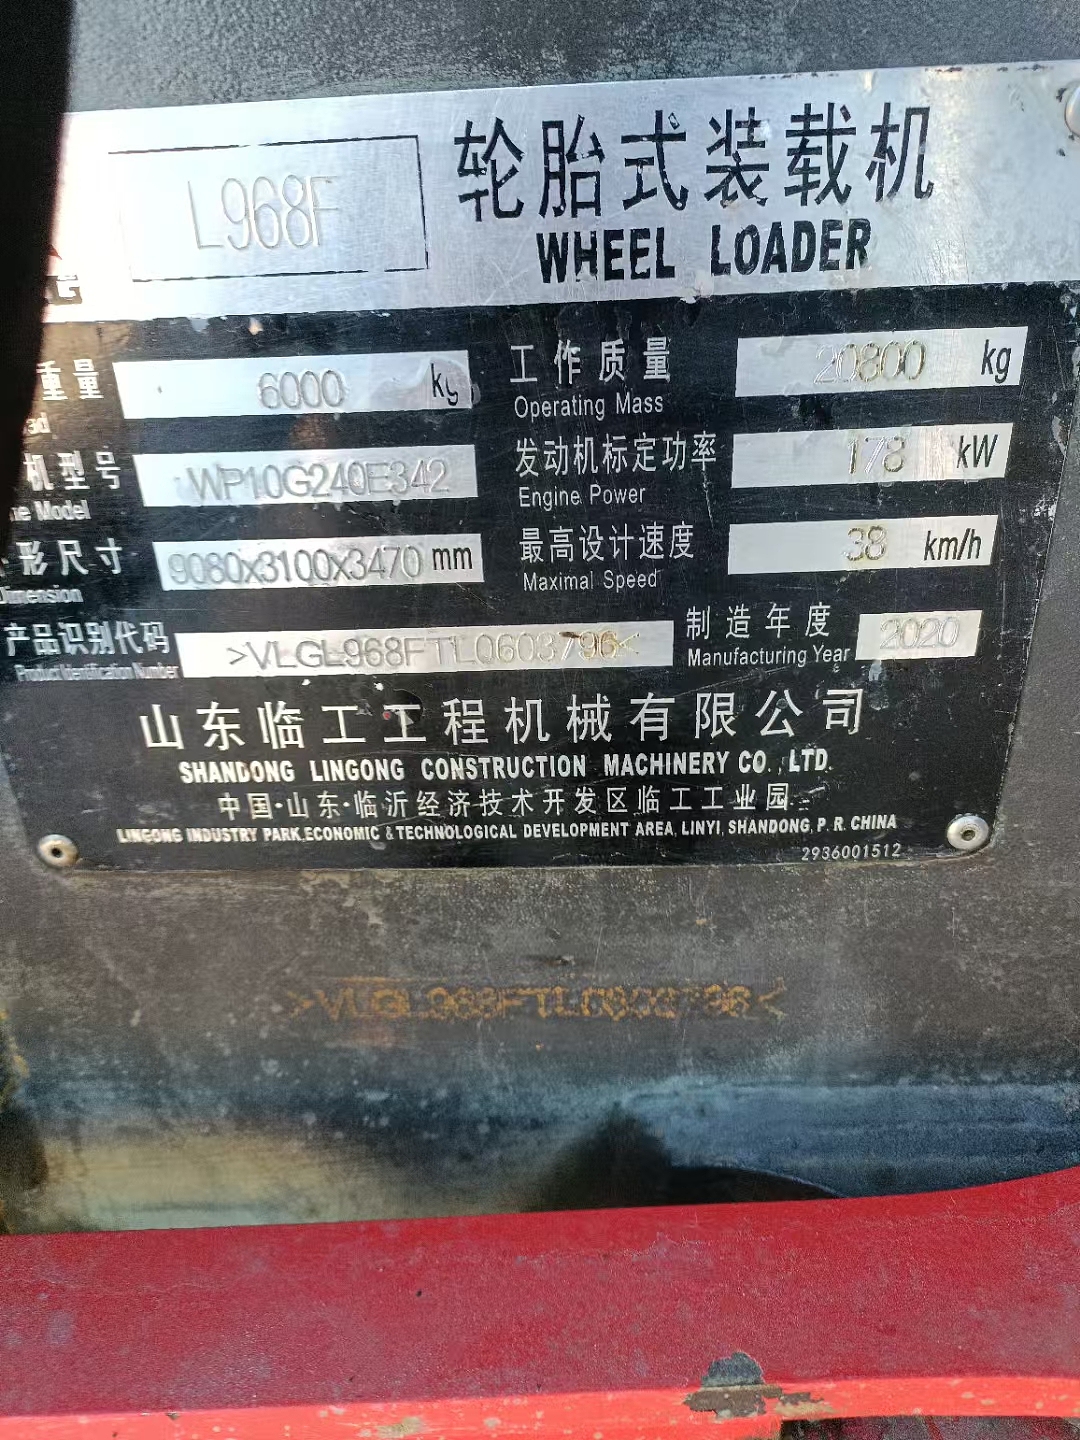 L968F
轮胎式装载机
WHEEL LOADER
重量 6000 kg
工作质量 20800 kg
Operating Mass
机型号 WP10G240E342
Model
发动机标定功率 178 kW
Engine Power
形尺寸 9080x3100x3470 mm
Dimension
最高设计速度 38 km/h
Maximal Speed
产品识别代码 >VLGL968FTL0603796<
Product Identification Number
制造年度 2020
Manufacturing Year
山东临工工程机械有限公司
SHANDONG LINGONG CONSTRUCTION MACHINERY CO., LTD.
中国·山东·临沂经济技术开发区临工工业园
LINGONG INDUSTRY PARK,ECONOMIC & TECHNOLOGICAL DEVELOPMENT AREA, LINYI, SHANDONG, P. R. CHINA
2936001512
>VLGL968FTL0603796<